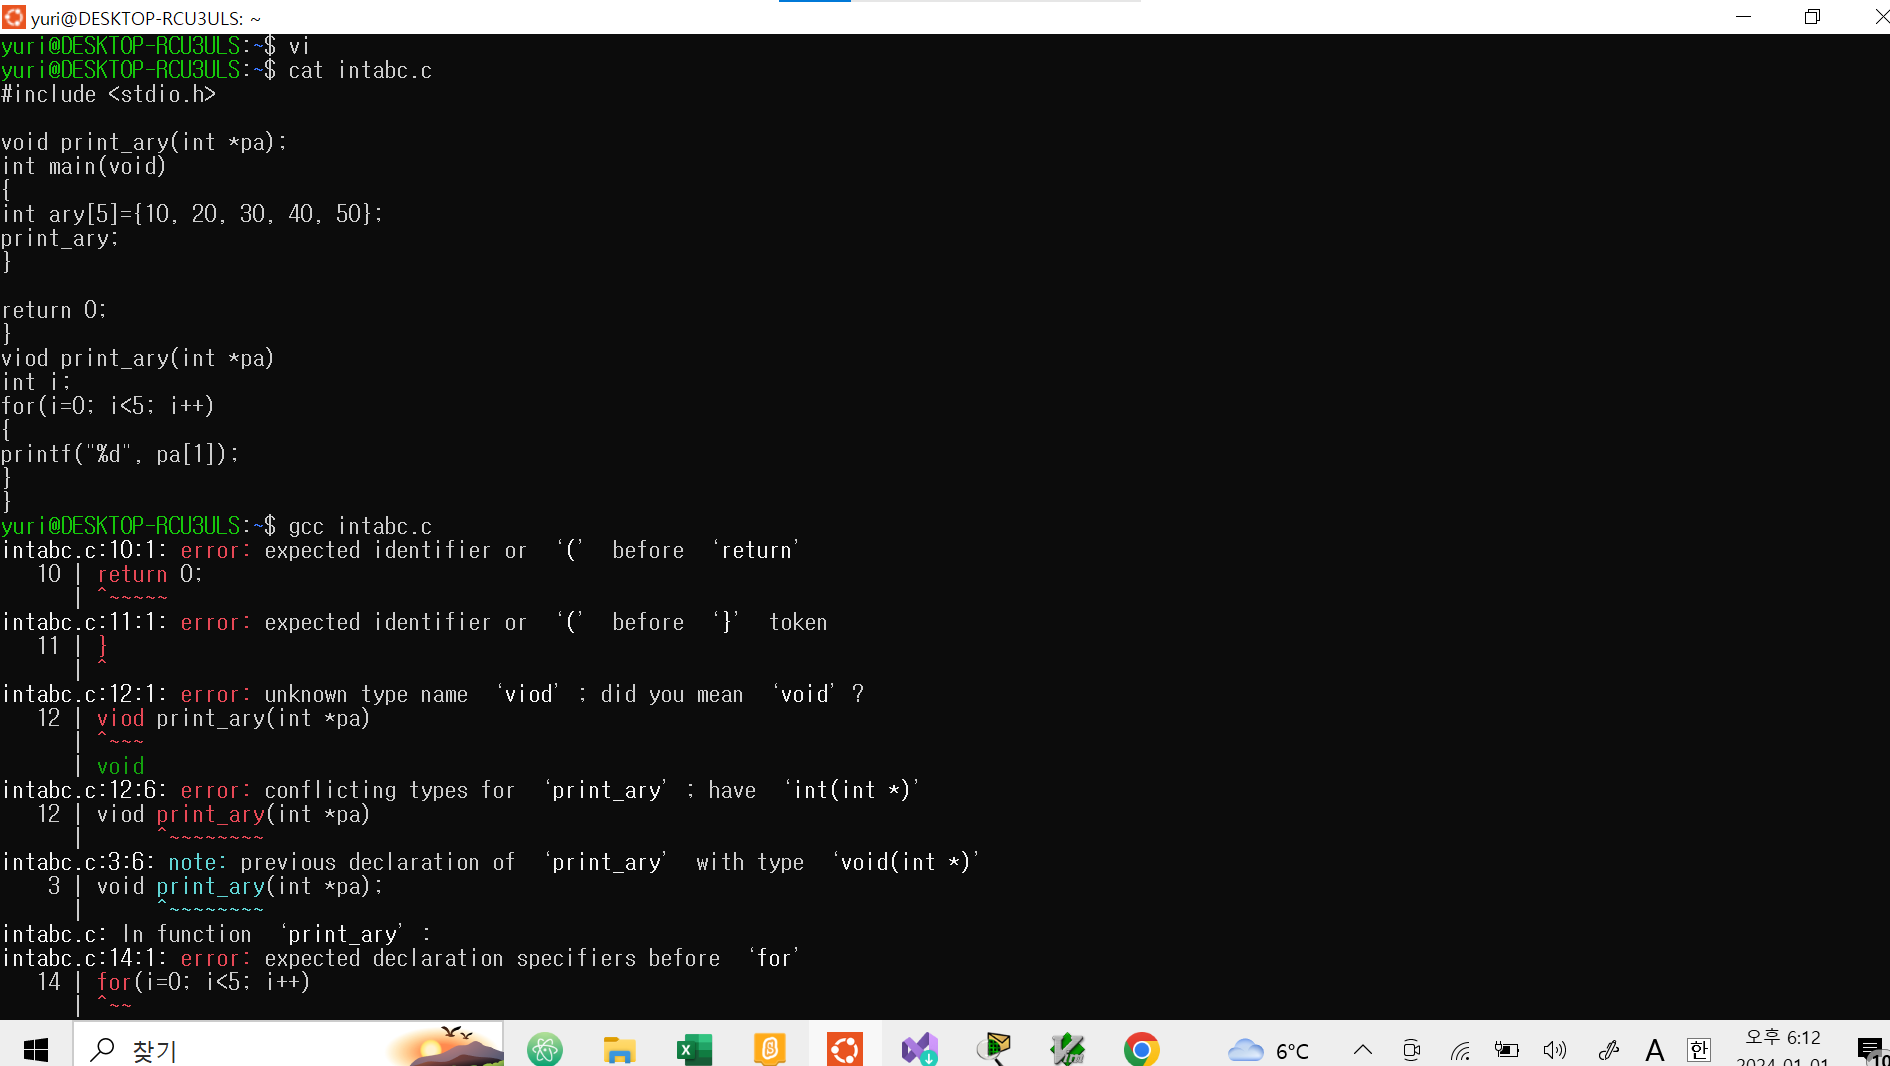 yuri@DESKTOP-RCU3ULS: ~
yuri@DESKTOP-RCU3ULS:~$ vi
yuri@DESKTOP-RCU3ULS:~$ cat intabc.c
#include <stdio.h>
void print_ary(int *pa);
int main(void)
{
int ary[5]={10, 20, 30, 40, 50};
print_ary;
}
return 0;
}
viod print_ary(int *pa)
int i;
for(i=0; i<5; i++)
{
printf("%d", pa[1]);
}
}
yuri@DESKTOP-RCU3ULS:~$ gcc intabc.c
intabc.c:10:1: error: expected identifier or ‘(’ before ‘return’
10 | return 0;
| ^~~~~~
intabc.c:11:1: error: expected identifier or ‘(’ before ‘}’ token
11 | }
| ^
intabc.c:12:1: error: unknown type name ‘viod’ ; did you mean ‘void’ ?
12 | viod print_ary(int *pa)
| ^~~~
| void
intabc.c:12:6: error: conflicting types for ‘print_ary’ ; have ‘int(int *)’
12 | viod print_ary(int *pa)
| ^~~~~~~~~
intabc.c:3:6: note: previous declaration of ‘print_ary’ with type ‘void(int *)’
3 | void print_ary(int *pa);
| ^~~~~~~~~
intabc.c: In function ‘print_ary’ :
intabc.c:14:1: error: expected declaration specifiers before ‘for’
14 | for(i=0; i<5; i++)
| ^~~
찾기
6°C
A
한
오후 6:12
2024-01-01
10